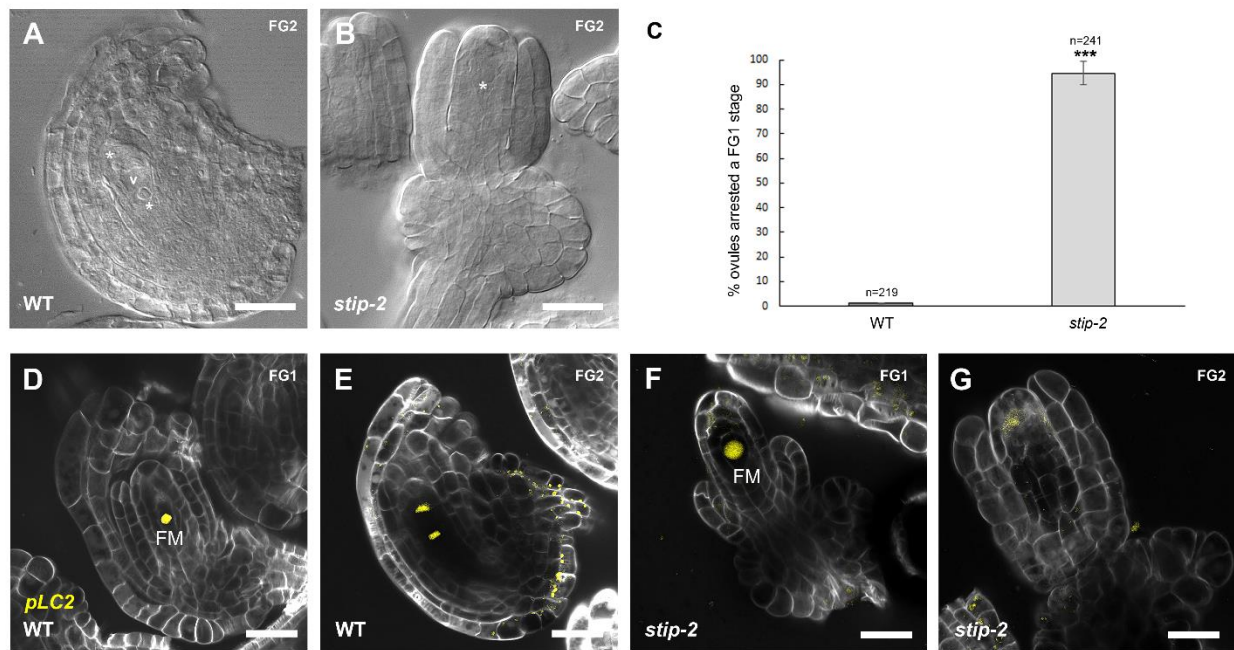 A
FG2
*
v
*
WT
B
FG2
*
stip-2
C
% ovules arrested a FG1 stage
100
90
80
70
60
50
40
30
20
10
0
n=219
n=241
***
WT
stip-2
D
FG1
FM
pLC2
WT
E
FG2
WT
F
FG1
FM
stip-2
G
FG2
stip-2